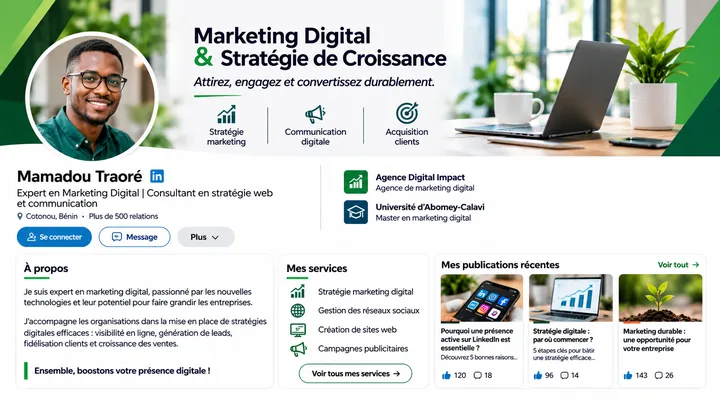 Marketing Digital
& Stratégie de Croissance
Attirez, engagez et convertissez durablement.
Stratégie
marketing
Communication
digitale
Acquisition
clients
Mamadou Traoré in
Expert en Marketing Digital | Consultant en stratégie web
et communication
Cotonou, Bénin • Plus de 500 relations
Se connecter
Message
Plus
Agence Digital Impact
Agence de marketing digital
Université d'Abomey-Calavi
Master en marketing digital
À propos
Je suis expert en marketing digital, passionné par les nouvelles
technologies et leur potentiel pour faire grandir les entreprises.
J'accompagne les organisations dans la mise en place de stratégies
digitales efficaces : visibilité en ligne, génération de leads,
fidélisation clients et croissance des ventes.
Ensemble, boostons votre présence digitale !
Mes services
Stratégie marketing digital
Gestion des réseaux sociaux
Création de sites web
Campagnes publicitaires
Voir tous mes services →
Mes publications récentes
Voir tout →
Pourquoi une présence
active sur LinkedIn est
essentielle ?
Découvrez 5 bonnes raisons...
120 18
Stratégie digitale :
par où commencer ?
5 étapes clés pour bâtir
une stratégie efficace...
96 14
Marketing durable :
une opportunité pour
votre entreprise
143 26